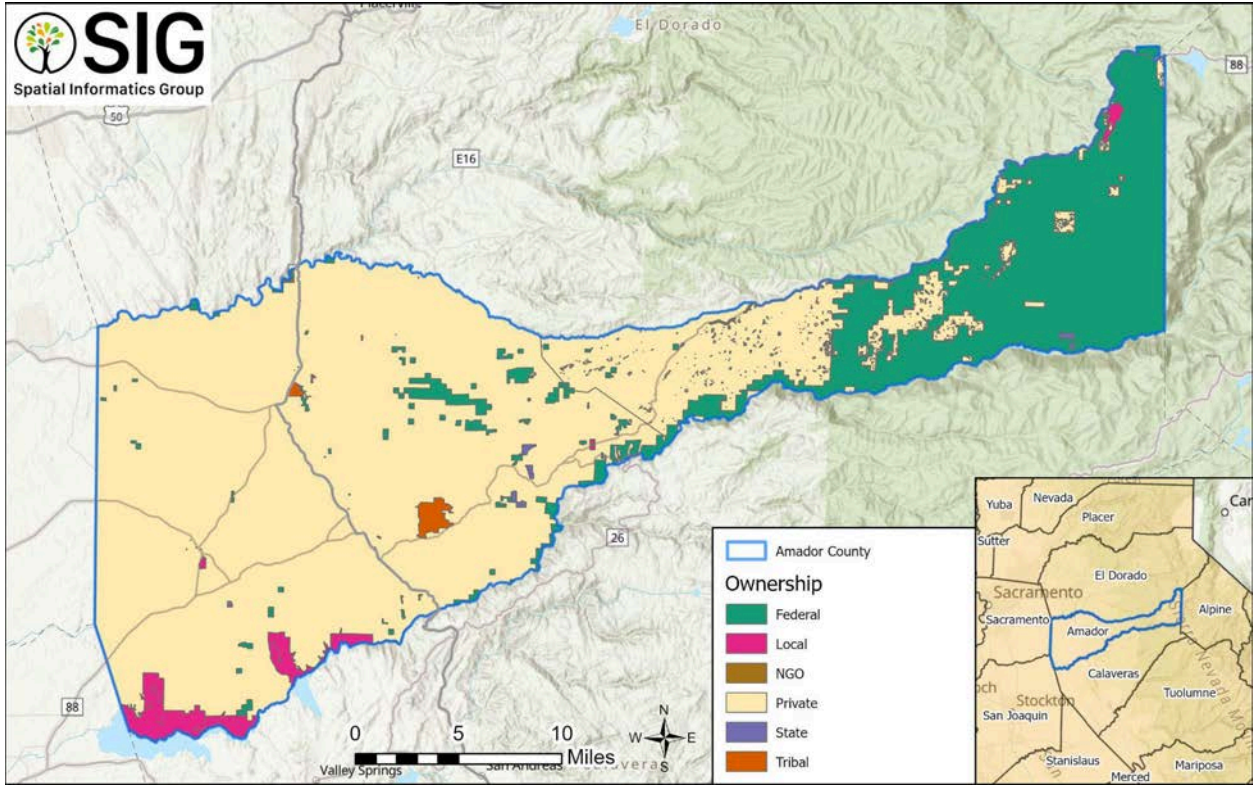 Placerville
El Dorado
SIG
Spatial Informatics Group
88
50
E16
26
88
Amador County
Ownership
Federal
Local
NGO
Private
State
Tribal
0 5 10
Miles
N
W E
S
Valley Springs
San Andreas
Yuba
Nevada
Placer
Sutter
El Dorado
Sacramento
Sacramento
Alpine
Amador
Calaveras
Nevada
Tuolumne
Stockton
San Joaquin
Stanislaus
Merced
Mariposa